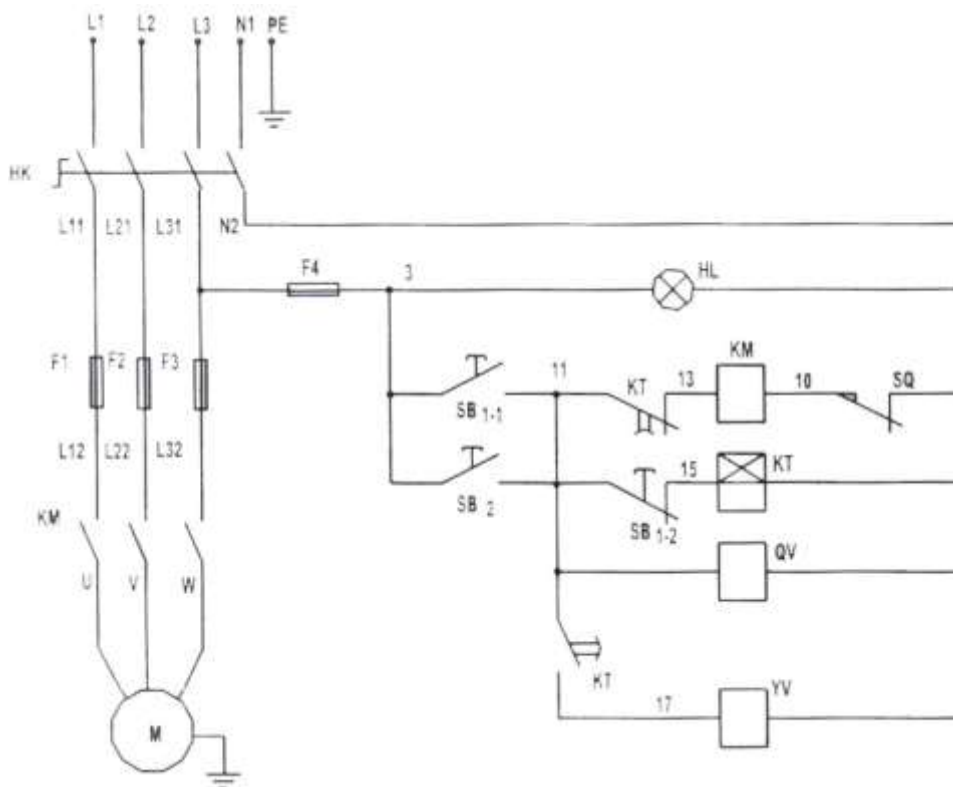 L1 L2 L3 N1 PE
HK
L11 L21 L31 N2
F4 3 HL
F1 F2 F3
KM
11 KT 13 10 SQ
SB 1-1
L12 L22 L32
15 KT
SB 2 SB 1-2
KM
QV
U V W
KT
17 YV
M